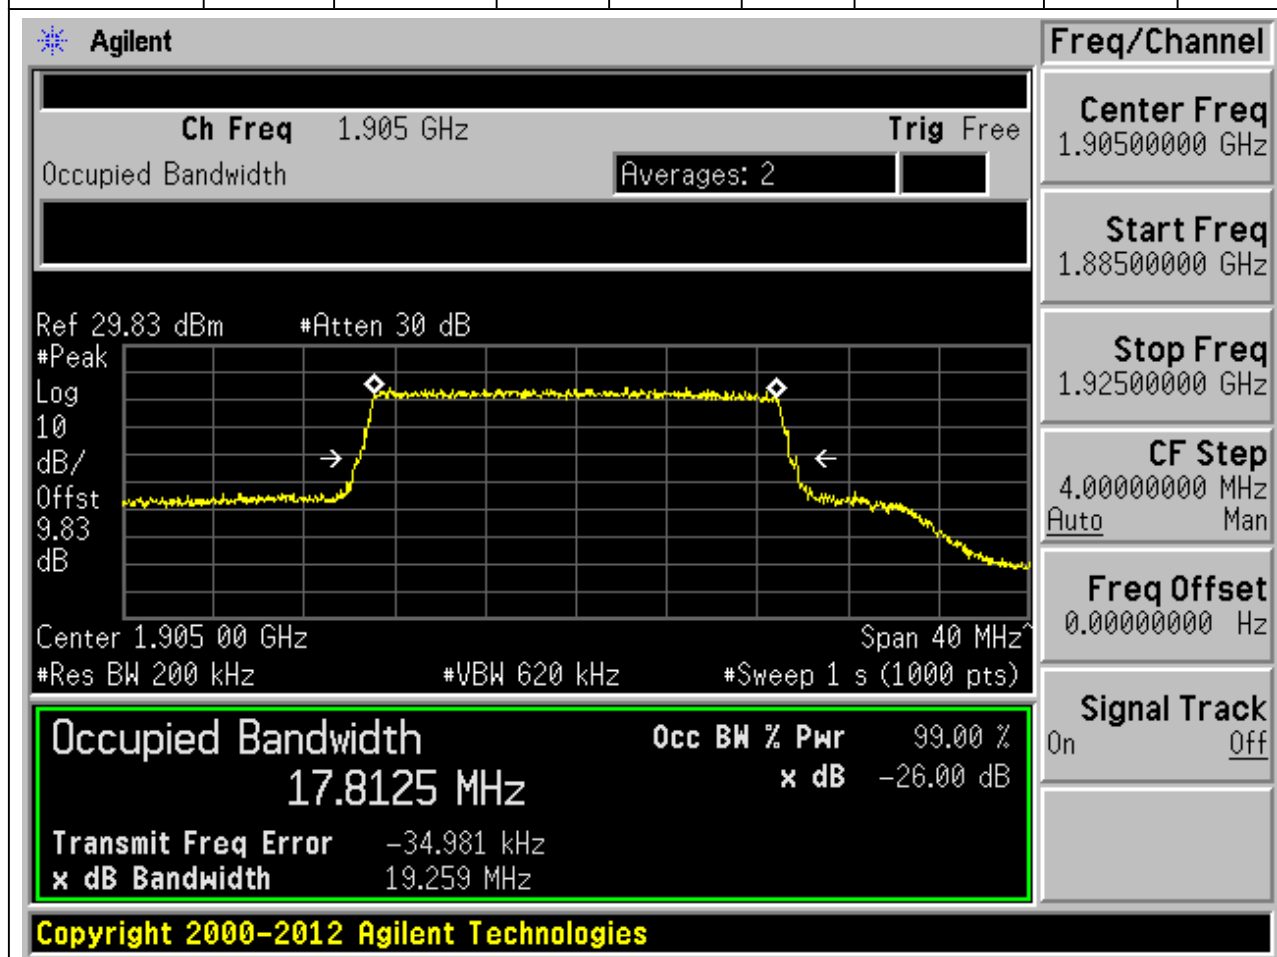 Agilent
Freq/Channel
Ch Freq 1.905 GHz Trig Free
Occupied Bandwidth Averages: 2
Center Freq
1.90500000 GHz
Start Freq
1.88500000 GHz
Stop Freq
1.92500000 GHz
CF Step
4.00000000 MHz
Auto Man
Freq Offset
0.00000000 Hz
Signal Track
On Off
Ref 29.83 dBm #Atten 30 dB
#Peak
Log
10
dB/
Offst
9.83
dB
Center 1.905 00 GHz Span 40 MHz^
#Res BW 200 kHz #VBW 620 kHz #Sweep 1 s (1000 pts)
Occupied Bandwidth Occ BW % Pwr 99.00 %
17.8125 MHz x dB -26.00 dB
Transmit Freq Error -34.981 kHz
x dB Bandwidth 19.259 MHz
Copyright 2000-2012 Agilent Technologies